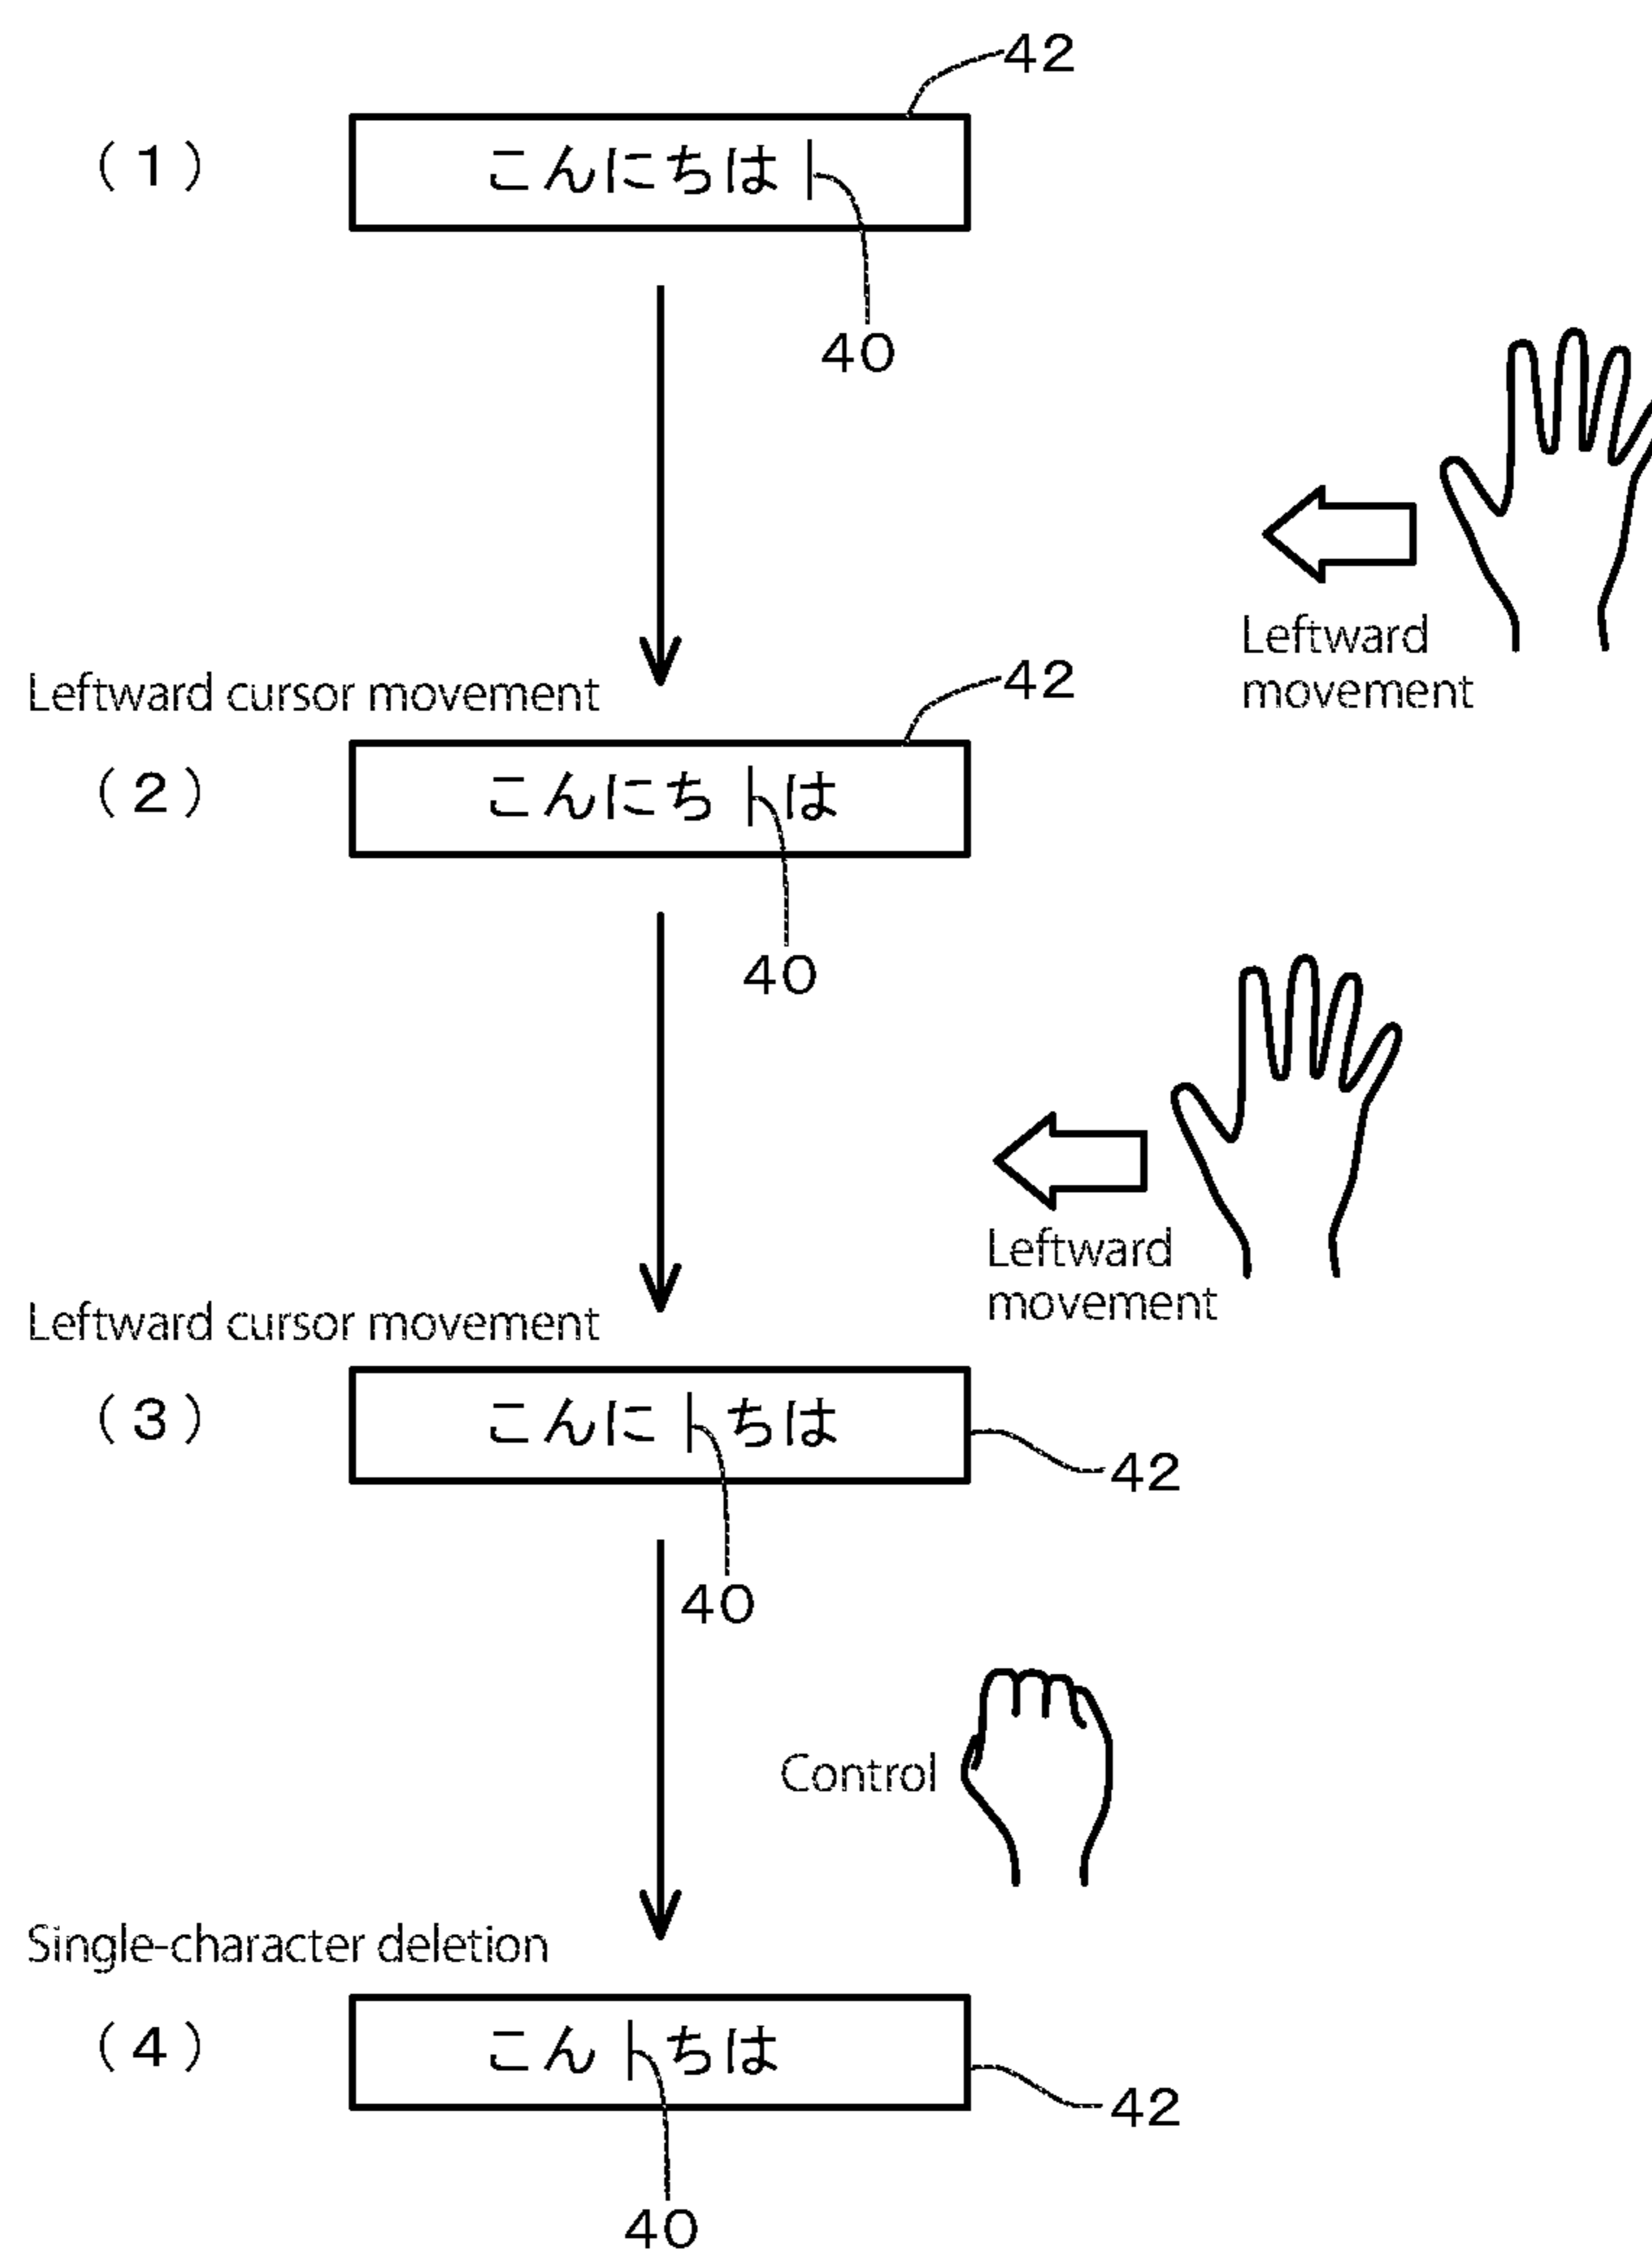 42
(1)
こんにちは
40
Leftward
movement
Leftward cursor movement
42
(2)
こんにちは
40
Leftward
movement
Leftward cursor movement
(3)
こんにちは
42
40
Control
Single-character deletion
(4)
こんちは
42
40